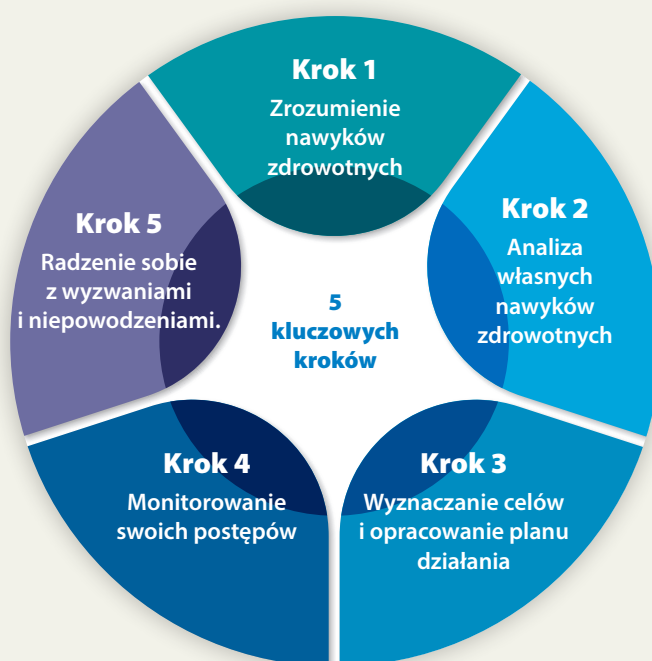 Krok 1
Zrozumienie
nawyków
zdrowotnych
Krok 2
Analiza
własnych
nawyków
zdrowotnych
Krok 3
Wyznaczanie celów
i opracowanie planu
działania
Krok 4
Monitorowanie
swoich postępów
Krok 5
Radzenie sobie
z wyzwaniami
i niepowodzeniami.
5
kluczowych
kroków